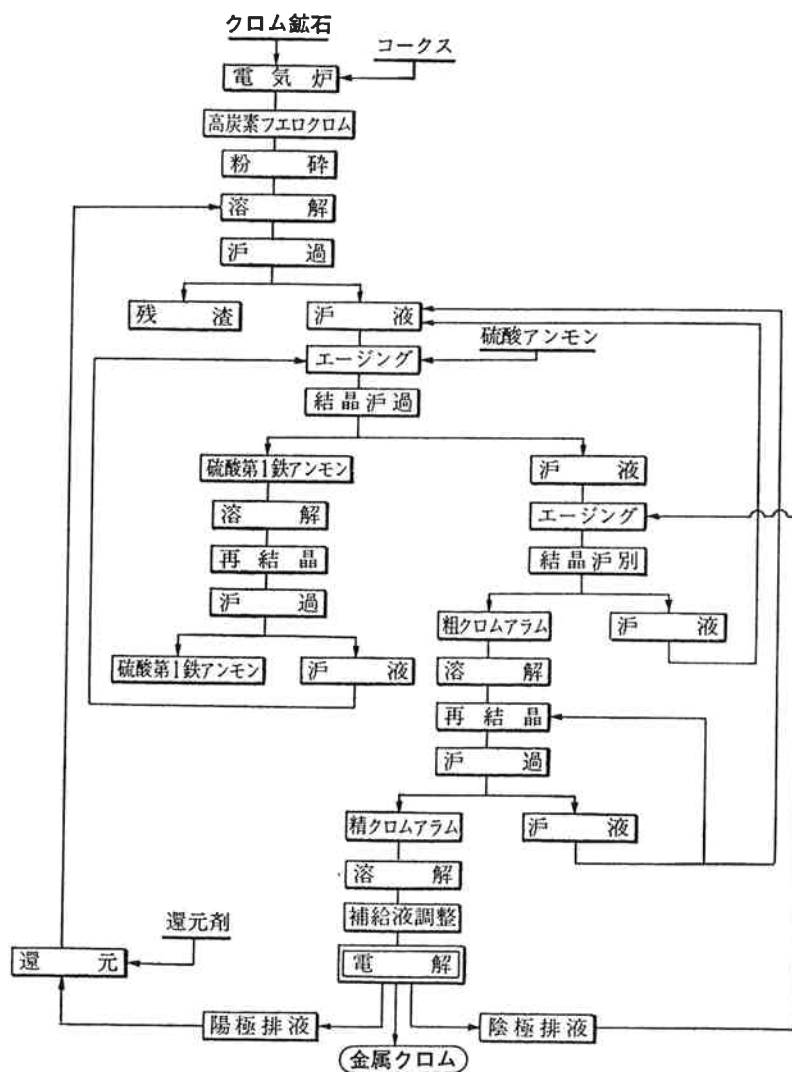 クロム鉱石
コークス
電気炉
高炭素フエロクロム
粉砕
溶解
沪過
残渣
沪液
硫酸アンモン
エージング
結晶沪過
硫酸第1鉄アンモン
沪液
溶解
エージング
再結晶
結晶沪別
沪過
粗クロムアラム
沪液
硫酸第1鉄アンモン
沪液
溶解
再結晶
沪過
精クロムアラム
沪液
溶解
還元剤
補給液調整
還元
電解
陽極排液
陰極排液
金属クロム